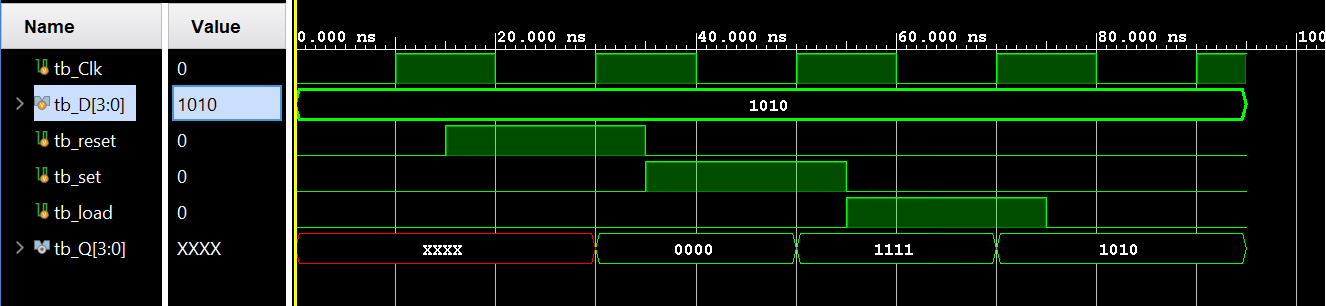 Name Value
0.000 ns 20.000 ns 40.000 ns 60.000 ns 80.000 ns 100
tb_Clk 0
tb_D[3:0] 1010 1010
tb_reset 0
tb_set 0
tb_load 0
tb_Q[3:0] XXXX XXXX 0000 1111 1010